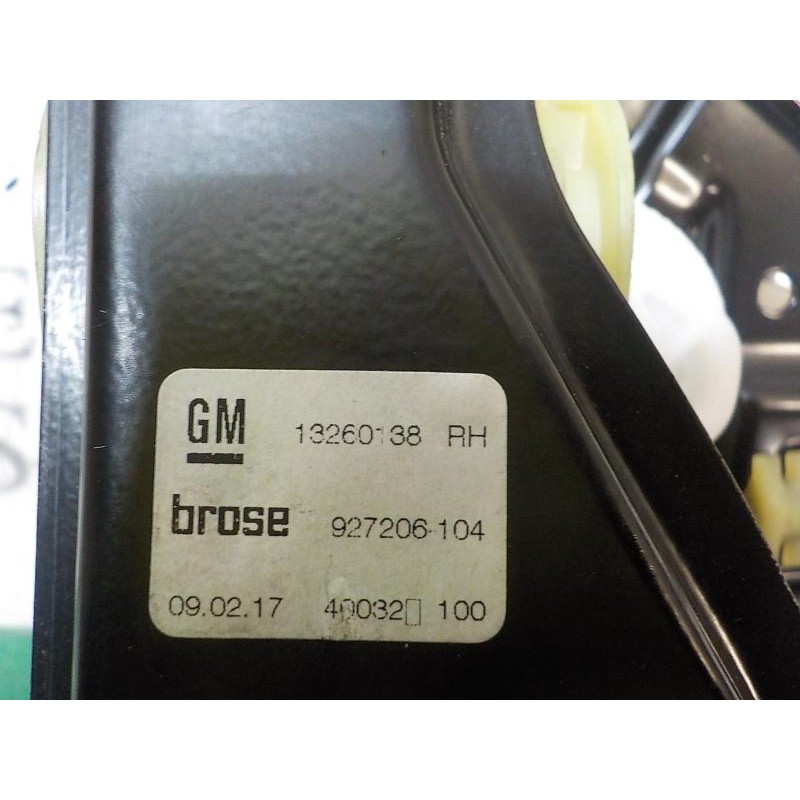 GM 13260138 RH
brose 927206-104
09.02.17 40032 100